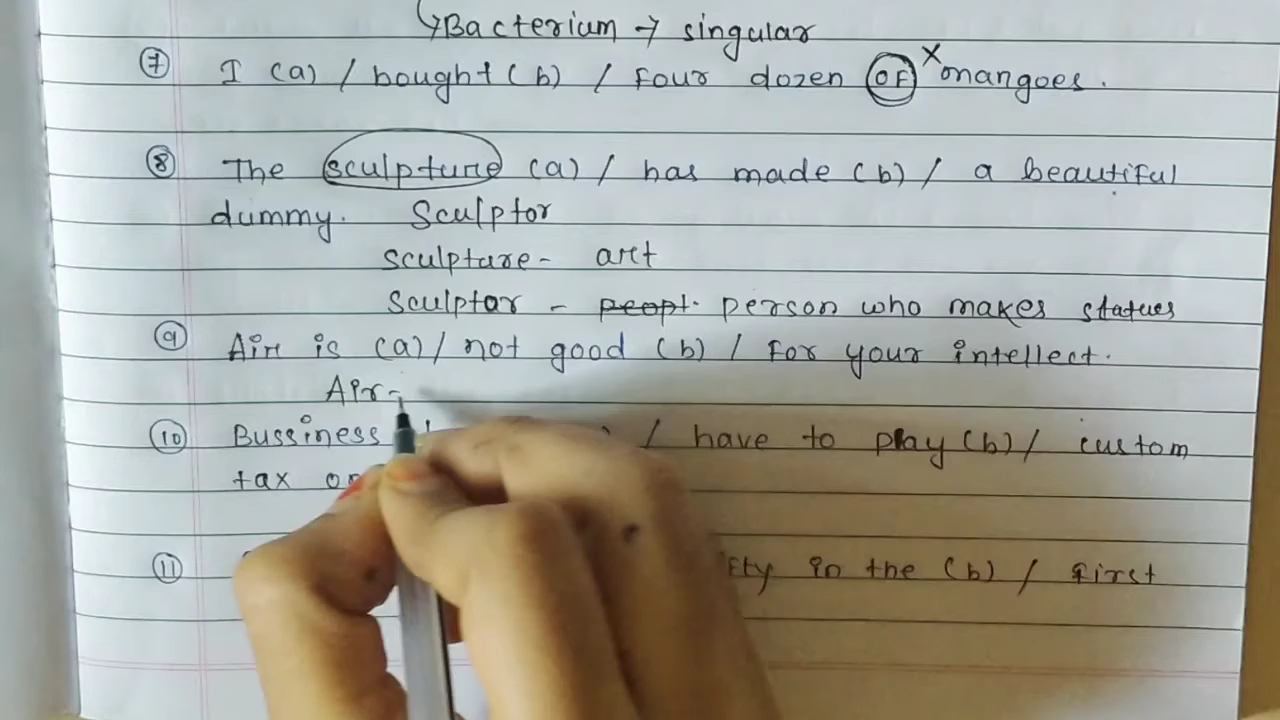 ↳Bacterium → singular
⑦ I (a) / bought (b) / four dozen of x mangoes.
⑧ The sculpture (a) / has made (b) / a beautiful
dummy. Sculptor
sculpture - art
Sculptor - peopl. person who makes statues
⑨ Air is (a) / not good (b) / for your intellect.
Air -
⑩ Bussiness / have to play (b) / custom
tax
⑪ in the (b) / first